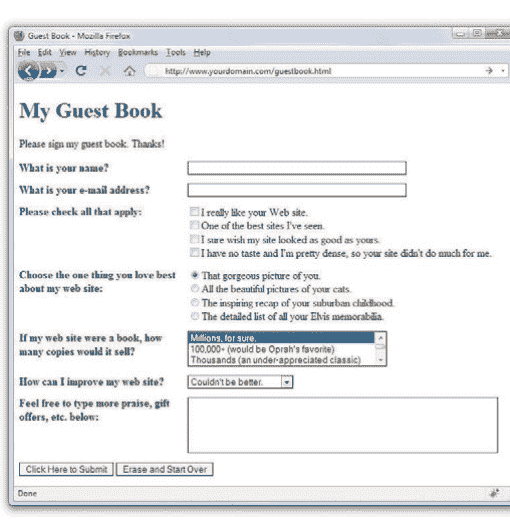 Guest Book - Mozilla Firefox
File Edit View History Bookmarks Tools Help
http://www.yourdomain.com/guestbook.html
My Guest Book
Please sign my guest book. Thanks!
What is your name?
What is your e-mail address?
Please check all that apply:
I really like your Web site.
One of the best sites I've seen.
I sure wish my site looked as good as yours.
I have no taste and I'm pretty dense, so your site didn't do much for me.
Choose the one thing you love best
about my web site:
That gorgeous picture of you.
All the beautiful pictures of your cats.
The inspiring recap of your suburban childhood.
The detailed list of all your Elvis memorabilia.
If my web site were a book, how
many copies would it sell?
Millions, for sure.
100,000+ (would be Oprah's favorite)
Thousands (an under-appreciated classic)
How can I improve my web site?
Couldn't be better.
Feel free to type more praise, gift
offers, etc. below:
Click Here to Submit Erase and Start Over
Done